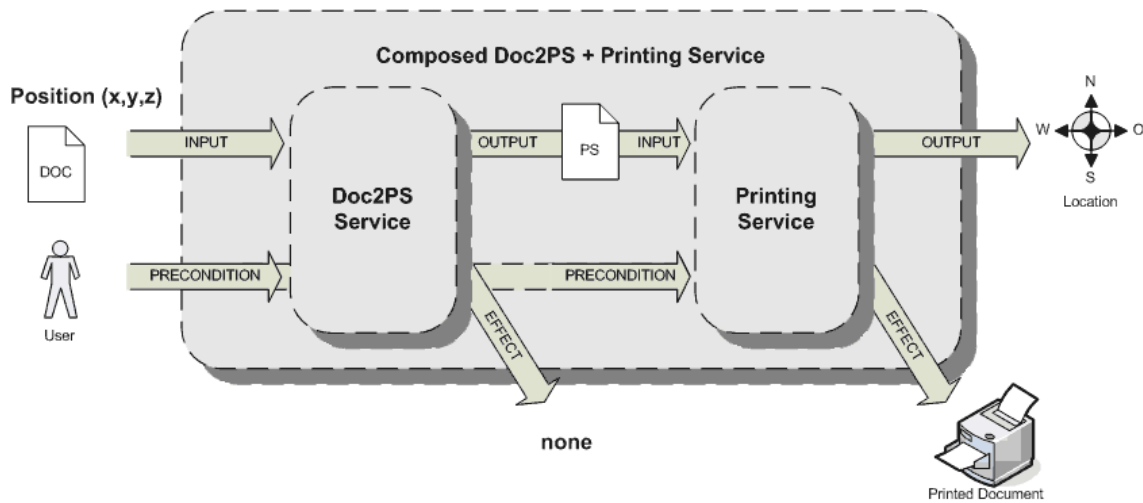 Composed Doc2PS + Printing Service
Position (x,y,z)
DOC
INPUT
OUTPUT
PS
INPUT
OUTPUT
N
W
O
S
Location
Doc2PS
Service
Printing
Service
User
PRECONDITION
PRECONDITION
EFFECT
EFFECT
none
Printed Document